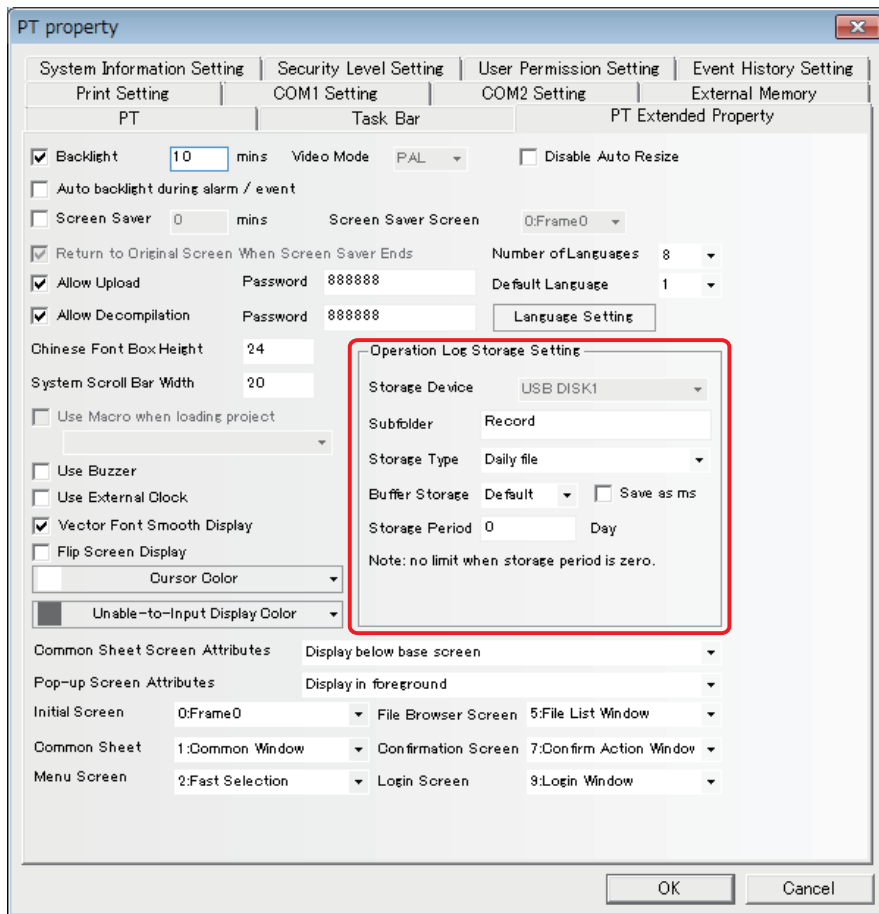 PT property
System Information Setting Security Level Setting User Permission Setting Event History Setting
Print Setting COM1 Setting COM2 Setting External Memory
PT Task Bar PT Extended Property
Backlight 10 mins Video Mode PAL Disable Auto Resize
Auto backlight during alarm / event
Screen Saver 0 mins Screen Saver Screen 0:Frame0
Return to Original Screen When Screen Saver Ends Number of Languages 8
Allow Upload Password 888888 Default Language 1
Allow Decompilation Password 888888 Language Setting
Chinese Font Box Height 24
System Scroll Bar Width 20
Use Macro when loading project
Use Buzzer
Use External Clock
Vector Font Smooth Display
Flip Screen Display
Cursor Color
Unable-to-Input Display Color
Operation Log Storage Setting
Storage Device USB DISK1
Subfolder Record
Storage Type Daily file
Buffer Storage Default Save as ms
Storage Period 0 Day
Note: no limit when storage period is zero.
Common Sheet Screen Attributes Display below base screen
Pop-up Screen Attributes Display in foreground
Initial Screen 0:Frame0 File Browser Screen 5:File List Window
Common Sheet 1:Common Window Confirmation Screen 7:Confirm Action Window
Menu Screen 2:Fast Selection Login Screen 9:Login Window
OK Cancel